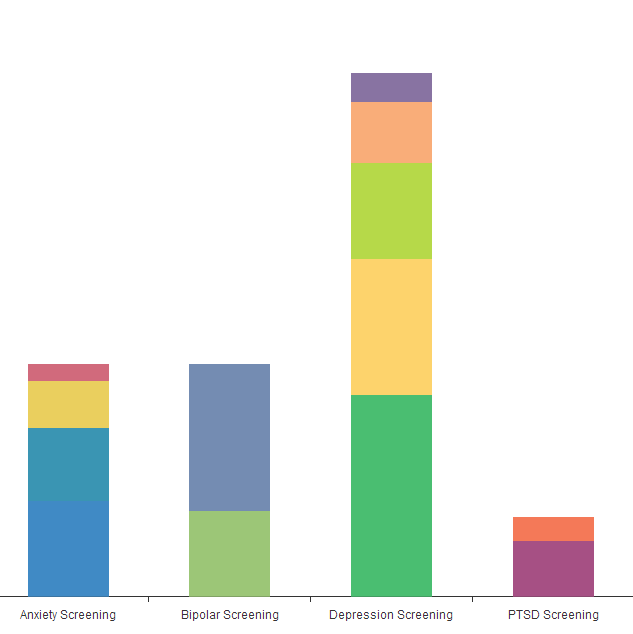 Anxiety Screening
Bipolar Screening
Depression Screening
PTSD Screening